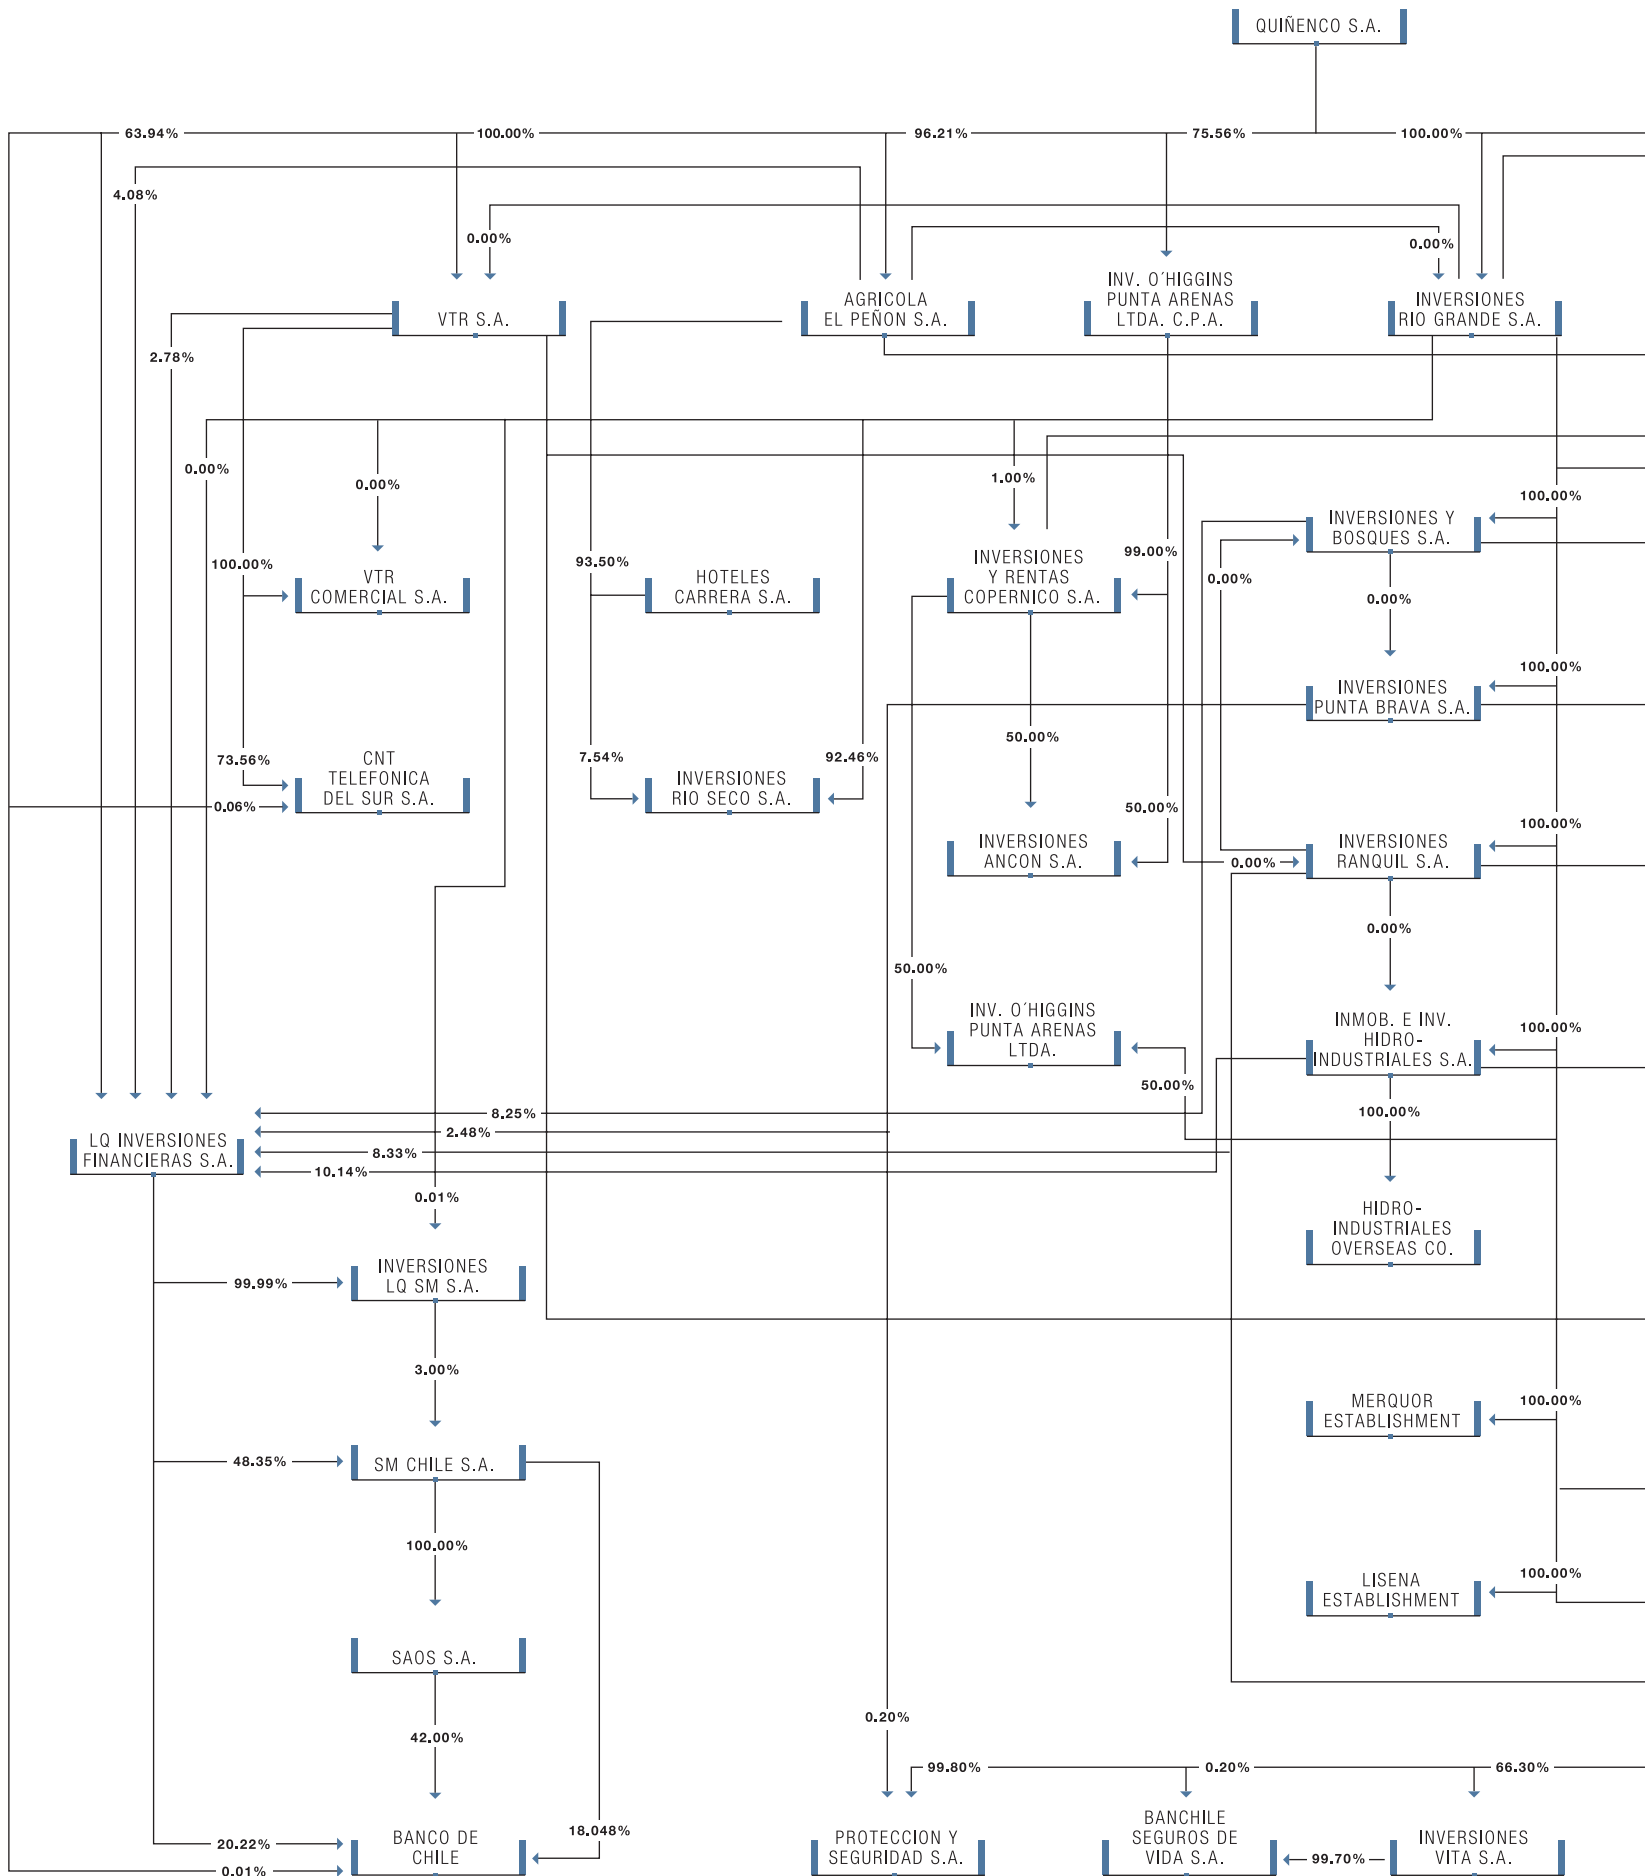 QUIÑENCO S.A.
63.94%
100.00%
96.21%
75.56%
100.00%
4.08%
0.00%
0.00%
VTR S.A.
AGRICOLA
EL PEÑON S.A.
INV. O´HIGGINS
PUNTA ARENAS
LTDA. C.P.A.
INVERSIONES
RIO GRANDE S.A.
2.78%
0.00%
0.00%
1.00%
100.00%
INVERSIONES Y
BOSQUES S.A.
100.00%
VTR
COMERCIAL S.A.
93.50%
HOTELES
CARRERA S.A.
INVERSIONES
Y RENTAS
COPERNICO S.A.
99.00%
0.00%
0.00%
100.00%
INVERSIONES
PUNTA BRAVA S.A.
73.56%
CNT
TELEFONICA
DEL SUR S.A.
0.06%
7.54%
INVERSIONES
RIO SECO S.A.
92.46%
50.00%
50.00%
100.00%
INVERSIONES
ANCON S.A.
0.00%
INVERSIONES
RANQUIL S.A.
0.00%
50.00%
INV. O´HIGGINS
PUNTA ARENAS
LTDA.
INMOB. E INV.
HIDRO-
INDUSTRIALES S.A.
100.00%
50.00%
8.25%
100.00%
2.48%
LQ INVERSIONES
FINANCIERAS S.A.
8.33%
10.14%
0.01%
HIDRO-
INDUSTRIALES
OVERSEAS CO.
99.99%
INVERSIONES
LQ SM S.A.
3.00%
MERQUOR
ESTABLISHMENT
100.00%
48.35%
SM CHILE S.A.
100.00%
LISENA
ESTABLISHMENT
100.00%
SAOS S.A.
0.20%
42.00%
99.80%
0.20%
66.30%
20.22%
BANCO DE
CHILE
18.048%
PROTECCION Y
SEGURIDAD S.A.
BANCHILE
SEGUROS DE
VIDA S.A.
99.70%
INVERSIONES
VITA S.A.
0.01%